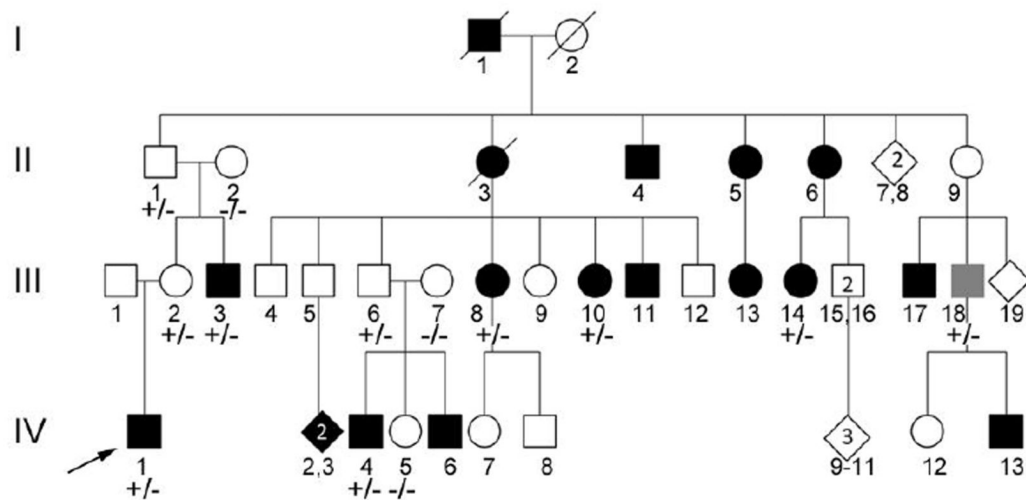 I
1 2
2
II
1 2 3 4 5 6 7,8 9
+/- -/-
2
III
1 2 3 4 5 6 7 8 9 10 11 12 13 14 15,16 17 18 19
+/- +/- +/- -/- +/- +/- +/- +/-
2 3
IV
1 2,3 4 5 6 7 8 9-11 12 13
+/- +/- -/-